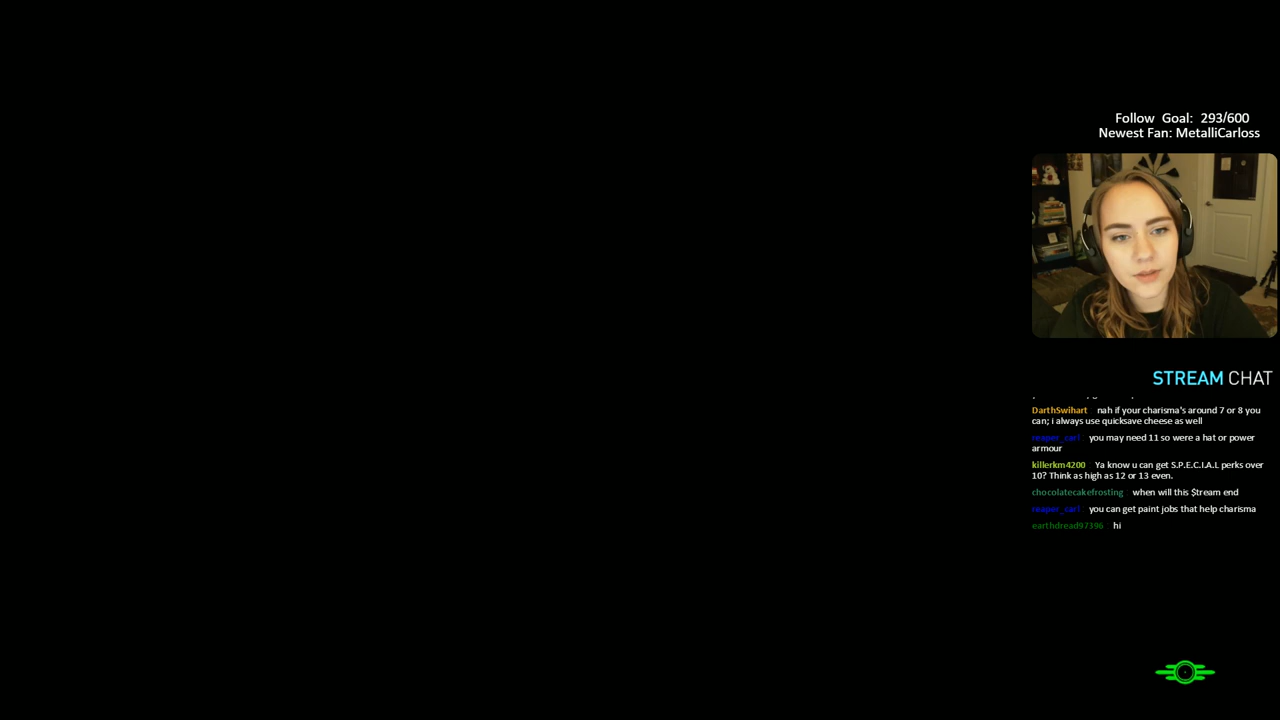 Follow Goal: 293/600
Newest Fan: MetalliCarloss
STREAM CHAT
DarthSwihart nah if your charisma's around 7 or 8 you
can; i always use quicksave cheese as well
reaper_carl: you may need 11 so were a hat or power
armour
killerkm4200 Ya know u can get S.P.E.C.I.A.L perks over
10? Think as high as 12 or 13 even.
chocolatecakefrosting when will this $tream end
reaper_carl: you can get paint jobs that help charisma
earthdread97396 hi